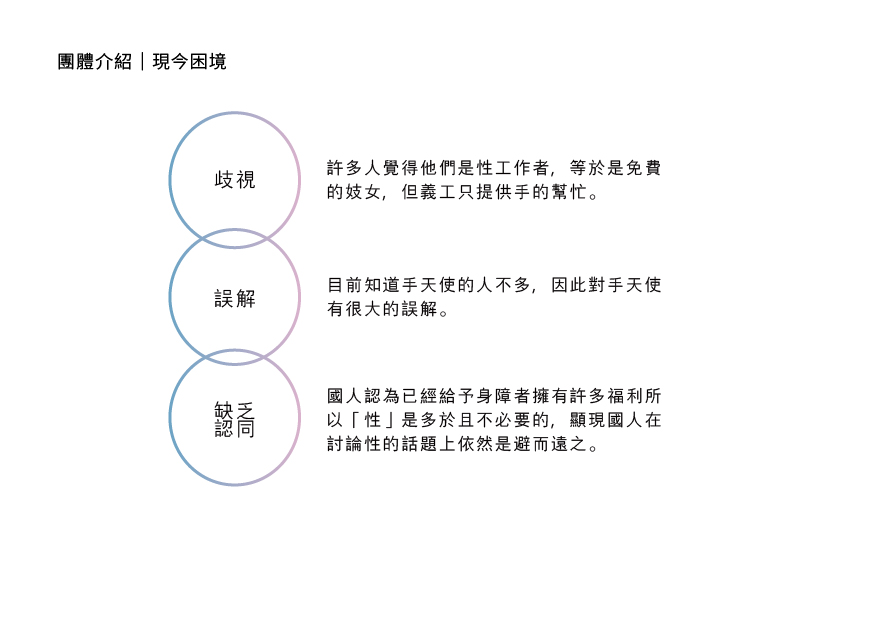 團體介紹｜現今困境
歧視
許多人覺得他們是性工作者，等於是免費
的妓女，但義工只提供手的幫忙。
誤解
目前知道手天使的人不多，因此對手天使
有很大的誤解。
缺乏
認同
國人認為已經給予身障者擁有許多福利所
以「性」是多於且不必要的，顯現國人在
討論性的話題上依然是避而遠之。